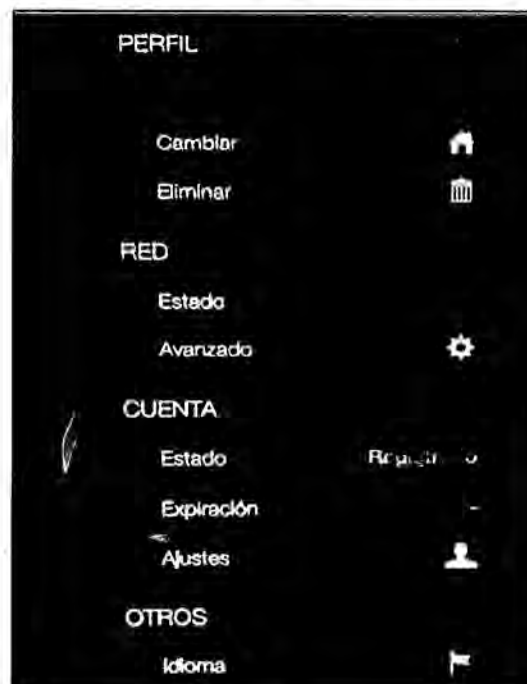 PERFIL
Cambiar
Eliminar
RED
Estado
Avanzado
CUENTA
Estado
Expiración -
Ajustes
OTROS
Idioma